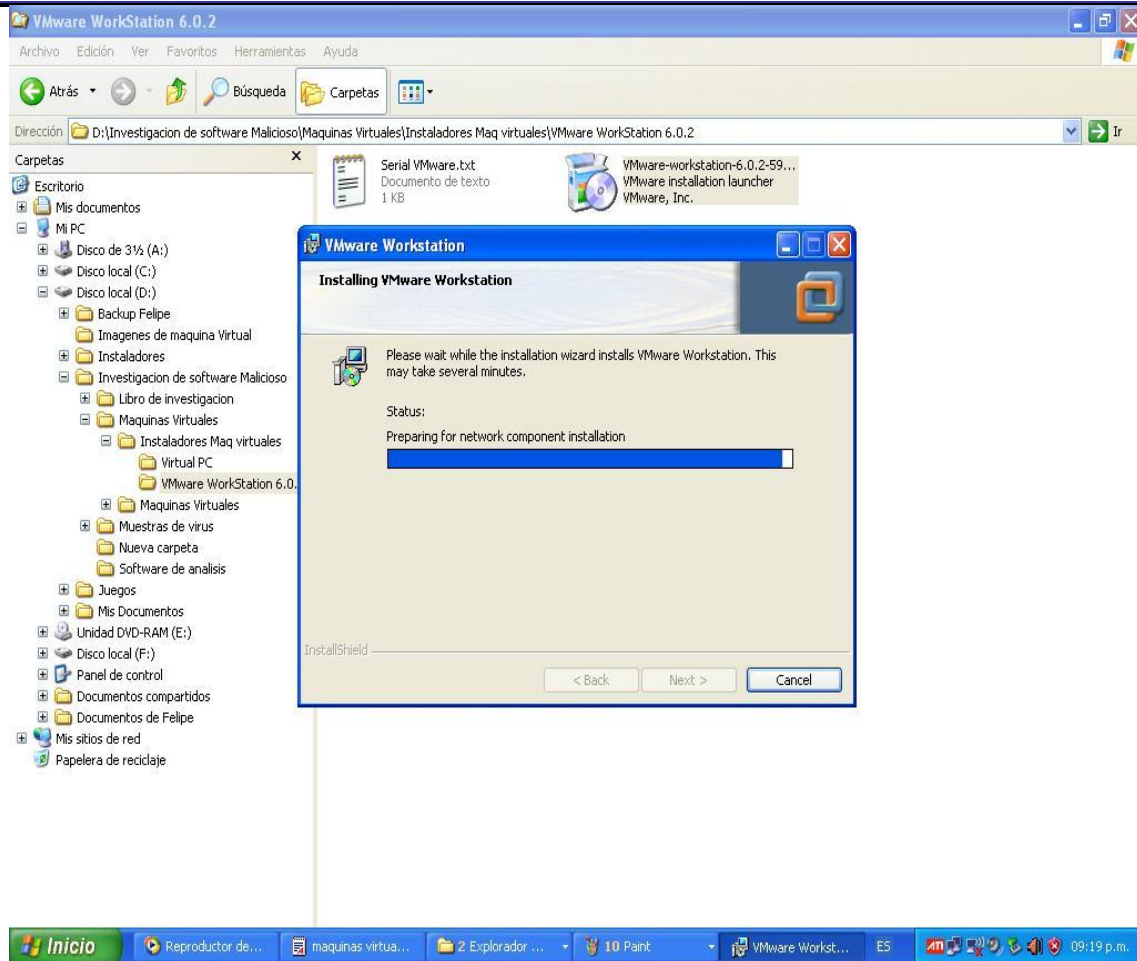 VMware WorkStation 6.0.2
Archivo Edición Ver Favoritos Herramientas Ayuda
Atrás Búsqueda Carpetas
Dirección D:\Investigacion de software Malicioso\Maquinas Virtuales\Instaladores Maq virtuales\VMware WorkStation 6.0.2 Ir
Carpetas X
Escritorio
Mis documentos
Mi PC
Disco de 3½ (A:)
Disco local (C:)
Disco local (D:)
Backup Felipe
Imagenes de maquina Virtual
Instaladores
Investigacion de software Malicioso
Libro de investigacion
Maquinas Virtuales
Instaladores Maq virtuales
Virtual PC
VMware WorkStation 6.0.
Maquinas Virtuales
Muestras de virus
Nueva carpeta
Software de analisis
Juegos
Mis Documentos
Unidad DVD-RAM (E:)
Disco local (F:)
Panel de control
Documentos compartidos
Documentos de Felipe
Mis sitios de red
Papelera de reciclaje
Serial VMware.txt
Documento de texto
1 KB
VMware-workstation-6.0.2-59...
VMware installation launcher
VMware, Inc.
VMware Workstation
Installing VMware Workstation
Please wait while the installation wizard installs VMware Workstation. This
may take several minutes.
Status:
Preparing for network component installation
InstallShield
< Back Next > Cancel
Inicio Reproductor de... maquinas virtua... 2 Explorador ... 10 Paint VMware Workst... ES ATI 09:19 p.m.